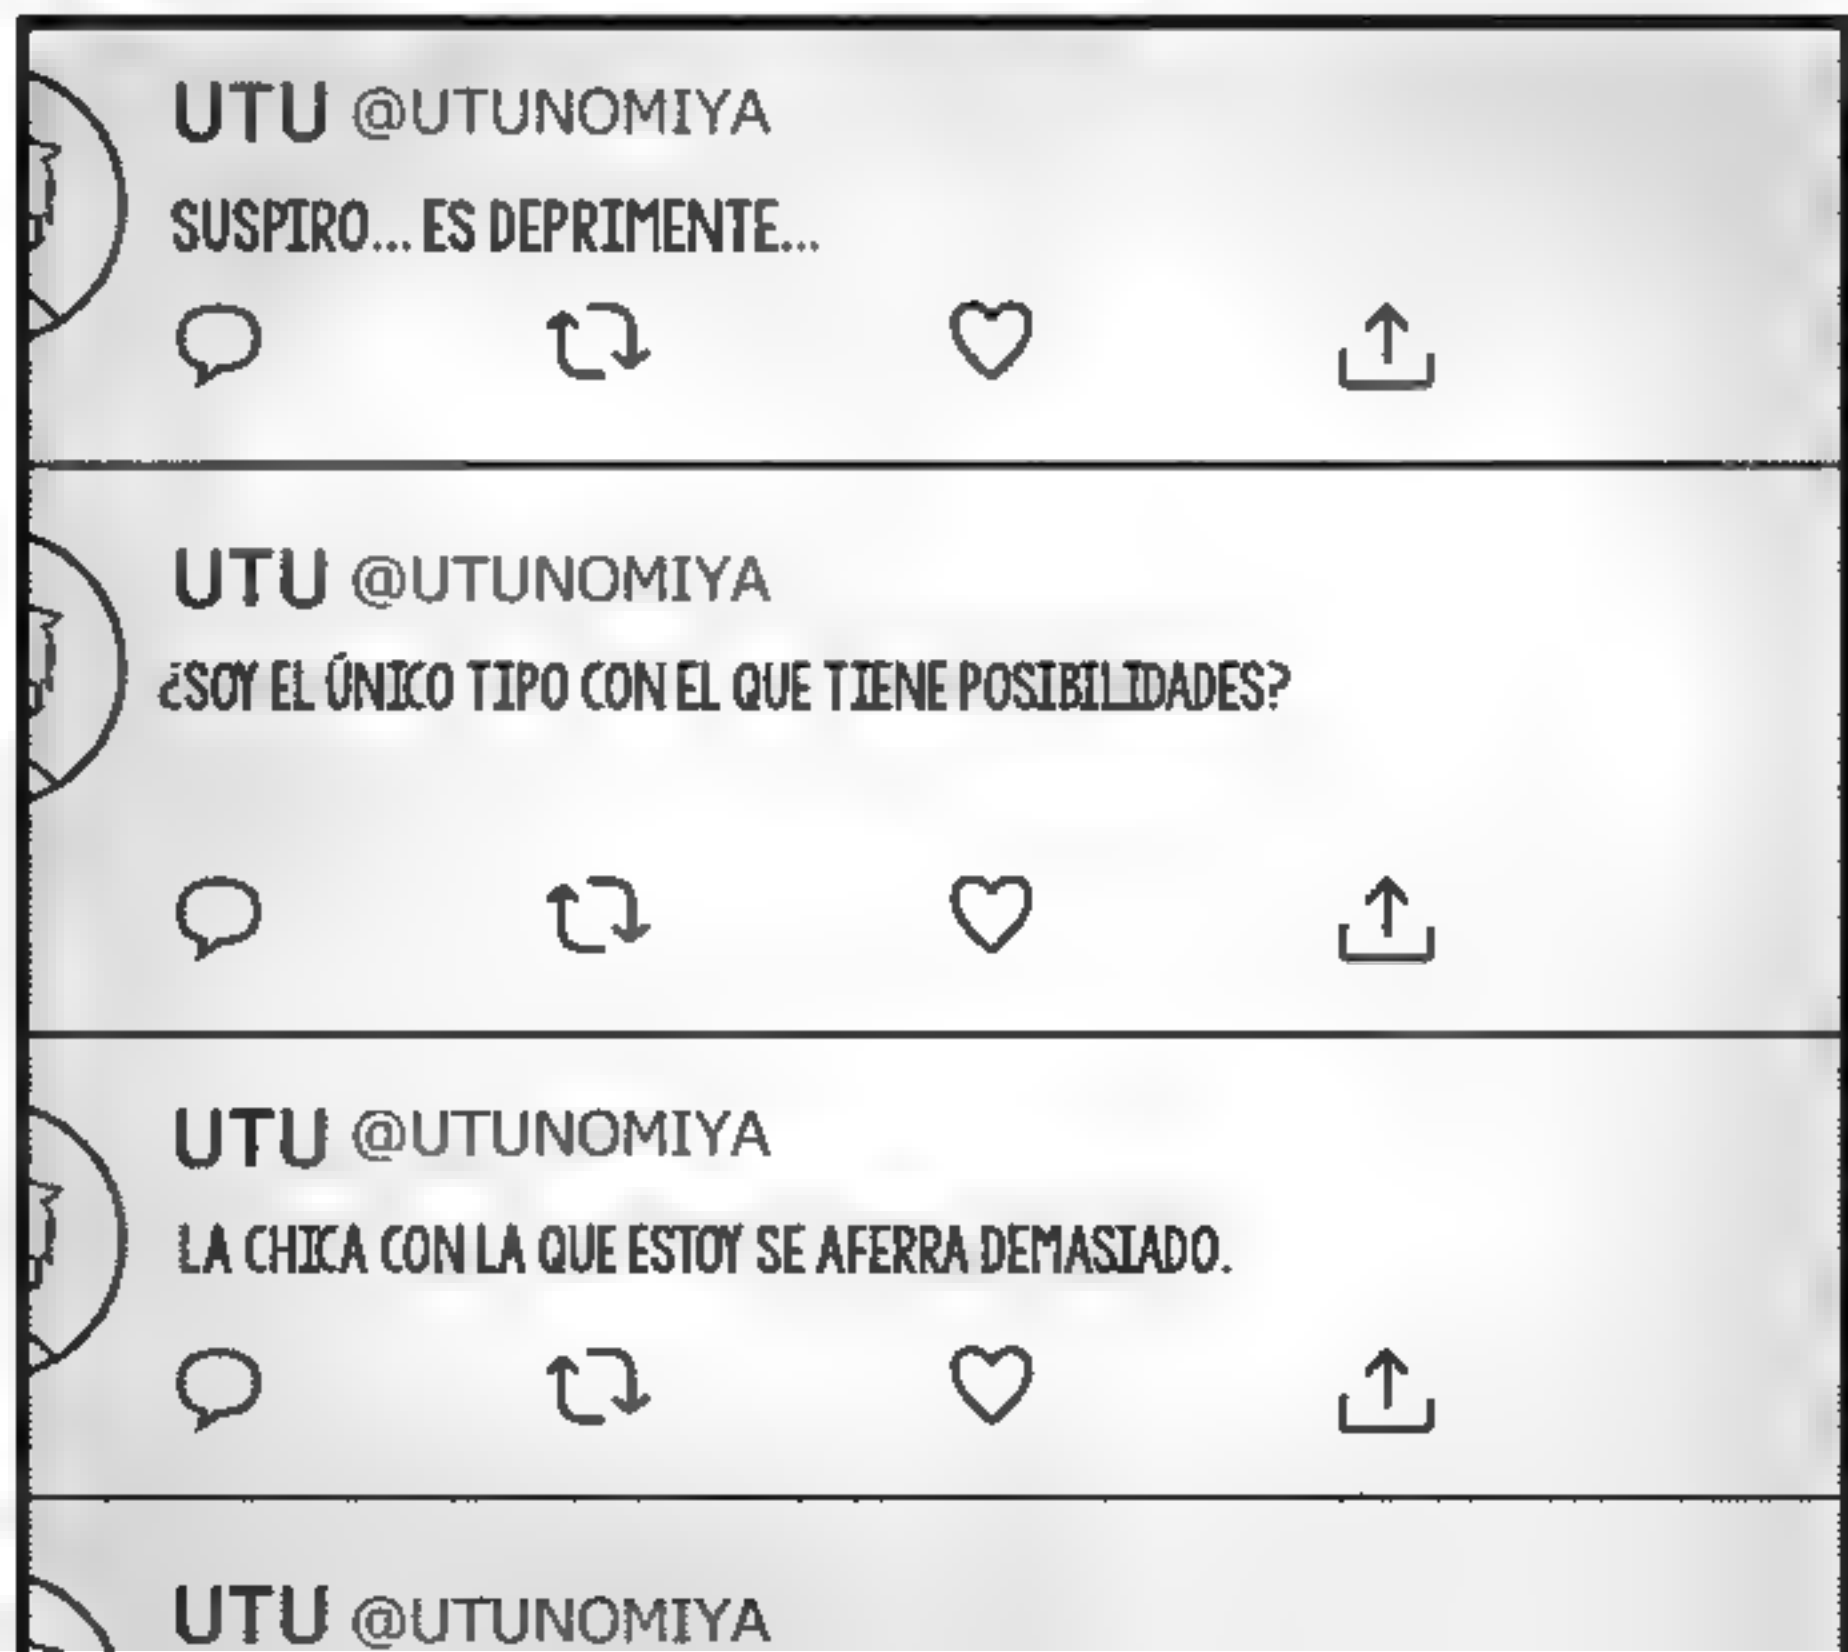 UTU @UTUNOMIYA
SUSPIRO... ES DEPRIMENTE...
UTU @UTUNOMIYA
¿SOY EL ÚNICO TIPO CON EL QUE TIENE POSIBILIDADES?
UTU @UTUNOMIYA
LA CHICA CON LA QUE ESTOY SE AFERRA DEMASIADO.
UTU @UTUNOMIYA